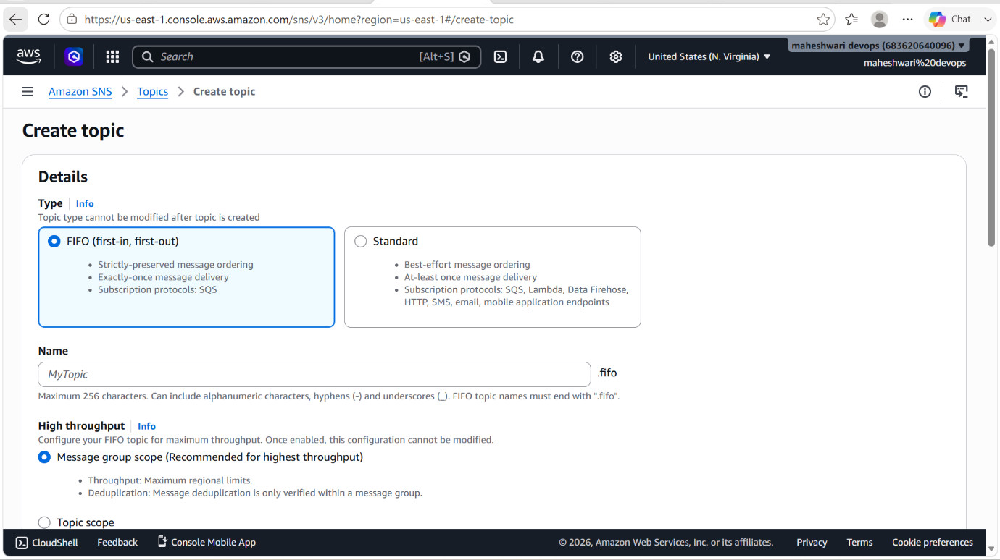 https://us-east-1.console.aws.amazon.com/sns/v3/home?region=us-east-1#/create-topic
Chat
aws
Search
[Alt+S]
United States (N. Virginia)
maheshwari devops (683620640096)
maheshwari%20devops
Amazon SNS > Topics > Create topic
Create topic
Details
Type
Info
Topic type cannot be modified after topic is created
FIFO (first-in, first-out)
• Strictly-preserved message ordering
• Exactly-once message delivery
• Subscription protocols: SQS
Standard
• Best-effort message ordering
• At-least once message delivery
• Subscription protocols: SQS, Lambda, Data Firehose,
HTTP, SMS, email, mobile application endpoints
Name
MyTopic
.fifo
Maximum 256 characters. Can include alphanumeric characters, hyphens (-) and underscores (_). FIFO topic names must end with ".fifo".
High throughput
Info
Configure your FIFO topic for maximum throughput. Once enabled, this configuration cannot be modified.
Message group scope (Recommended for highest throughput)
• Throughput: Maximum regional limits.
• Deduplication: Message deduplication is only verified within a message group.
Topic scope
CloudShell
Feedback
Console Mobile App
© 2026, Amazon Web Services, Inc. or its affiliates.
Privacy
Terms
Cookie preferences